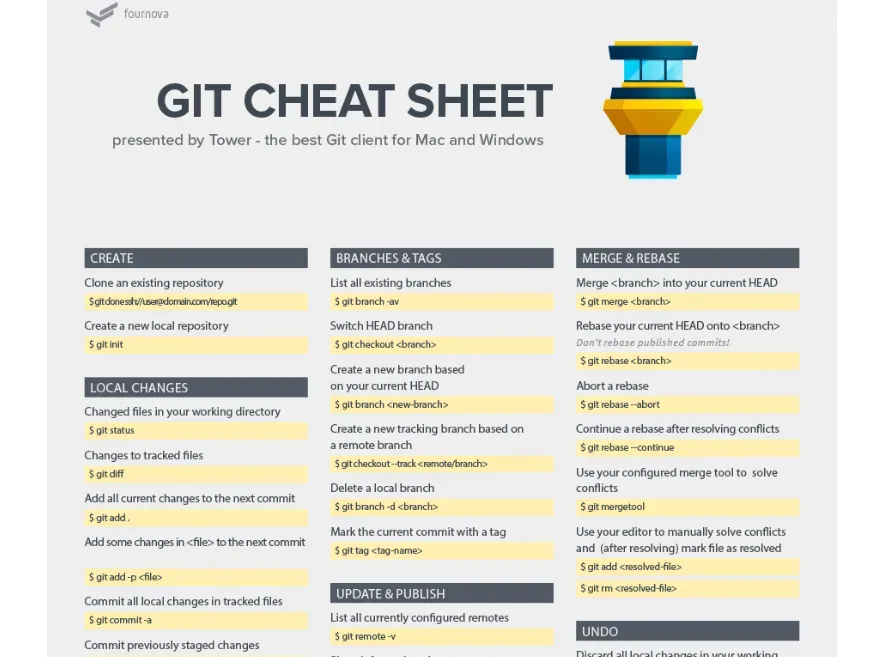 fournova
GIT CHEAT SHEET
presented by Tower - the best Git client for Mac and Windows
CREATE
Clone an existing repository
$ git clone ssh://user@domain.com/repo.git
Create a new local repository
$ git init
LOCAL CHANGES
Changed files in your working directory
$ git status
Changes to tracked files
$ git diff
Add all current changes to the next commit
$ git add .
Add some changes in <file> to the next commit
$ git add -p <file>
Commit all local changes in tracked files
$ git commit -a
Commit previously staged changes
BRANCHES & TAGS
List all existing branches
$ git branch -av
Switch HEAD branch
$ git checkout <branch>
Create a new branch based
on your current HEAD
$ git branch <new-branch>
Create a new tracking branch based on
a remote branch
$ git checkout --track <remote/branch>
Delete a local branch
$ git branch -d <branch>
Mark the current commit with a tag
$ git tag <tag-name>
UPDATE & PUBLISH
List all currently configured remotes
$ git remote -v
MERGE & REBASE
Merge <branch> into your current HEAD
$ git merge <branch>
Rebase your current HEAD onto <branch>
Don't rebase published commits!
$ git rebase <branch>
Abort a rebase
$ git rebase --abort
Continue a rebase after resolving conflicts
$ git rebase --continue
Use your configured merge tool to solve
conflicts
$ git mergetool
Use your editor to manually solve conflicts
and (after resolving) mark file as resolved
$ git add <resolved-file>
$ git rm <resolved-file>
UNDO
Discard all local changes in your working